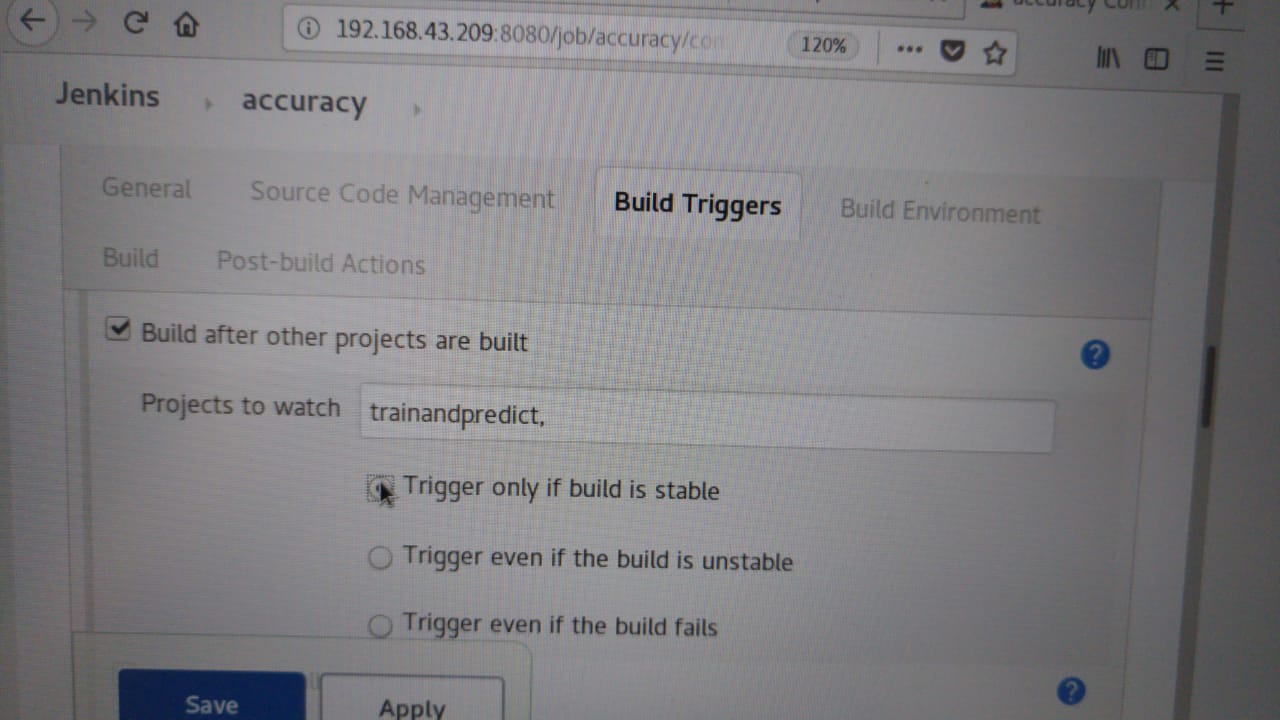 accuracy Con
192.168.43.209:8080/job/accuracy/con
120%
Jenkins accuracy
General Source Code Management Build Triggers Build Environment
Build Post-build Actions
Build after other projects are built
?
Projects to watch trainandpredict,
Trigger only if build is stable
Trigger even if the build is unstable
Trigger even if the build fails
?
Save Apply